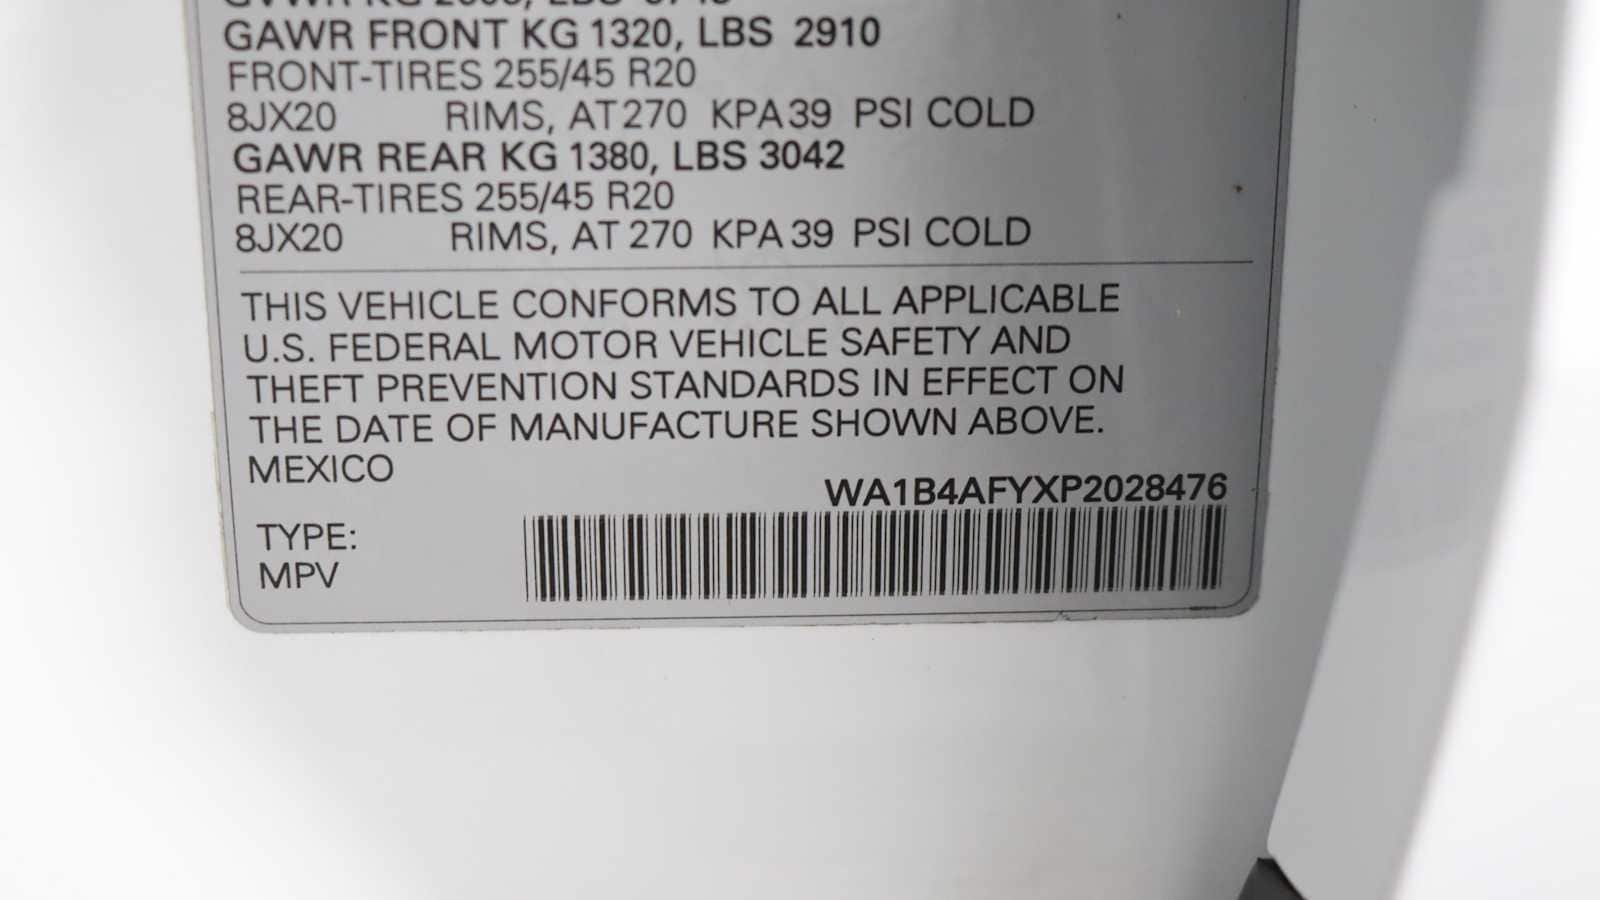 GAWR FRONT KG 1320, LBS 2910
FRONT-TIRES 255/45 R20
8JX20 RIMS, AT 270 KPA 39 PSI COLD
GAWR REAR KG 1380, LBS 3042
REAR-TIRES 255/45 R20
8JX20 RIMS, AT 270 KPA 39 PSI COLD
THIS VEHICLE CONFORMS TO ALL APPLICABLE
U.S. FEDERAL MOTOR VEHICLE SAFETY AND
THEFT PREVENTION STANDARDS IN EFFECT ON
THE DATE OF MANUFACTURE SHOWN ABOVE.
MEXICO
WA1B4AFYXP2028476
TYPE:
MPV